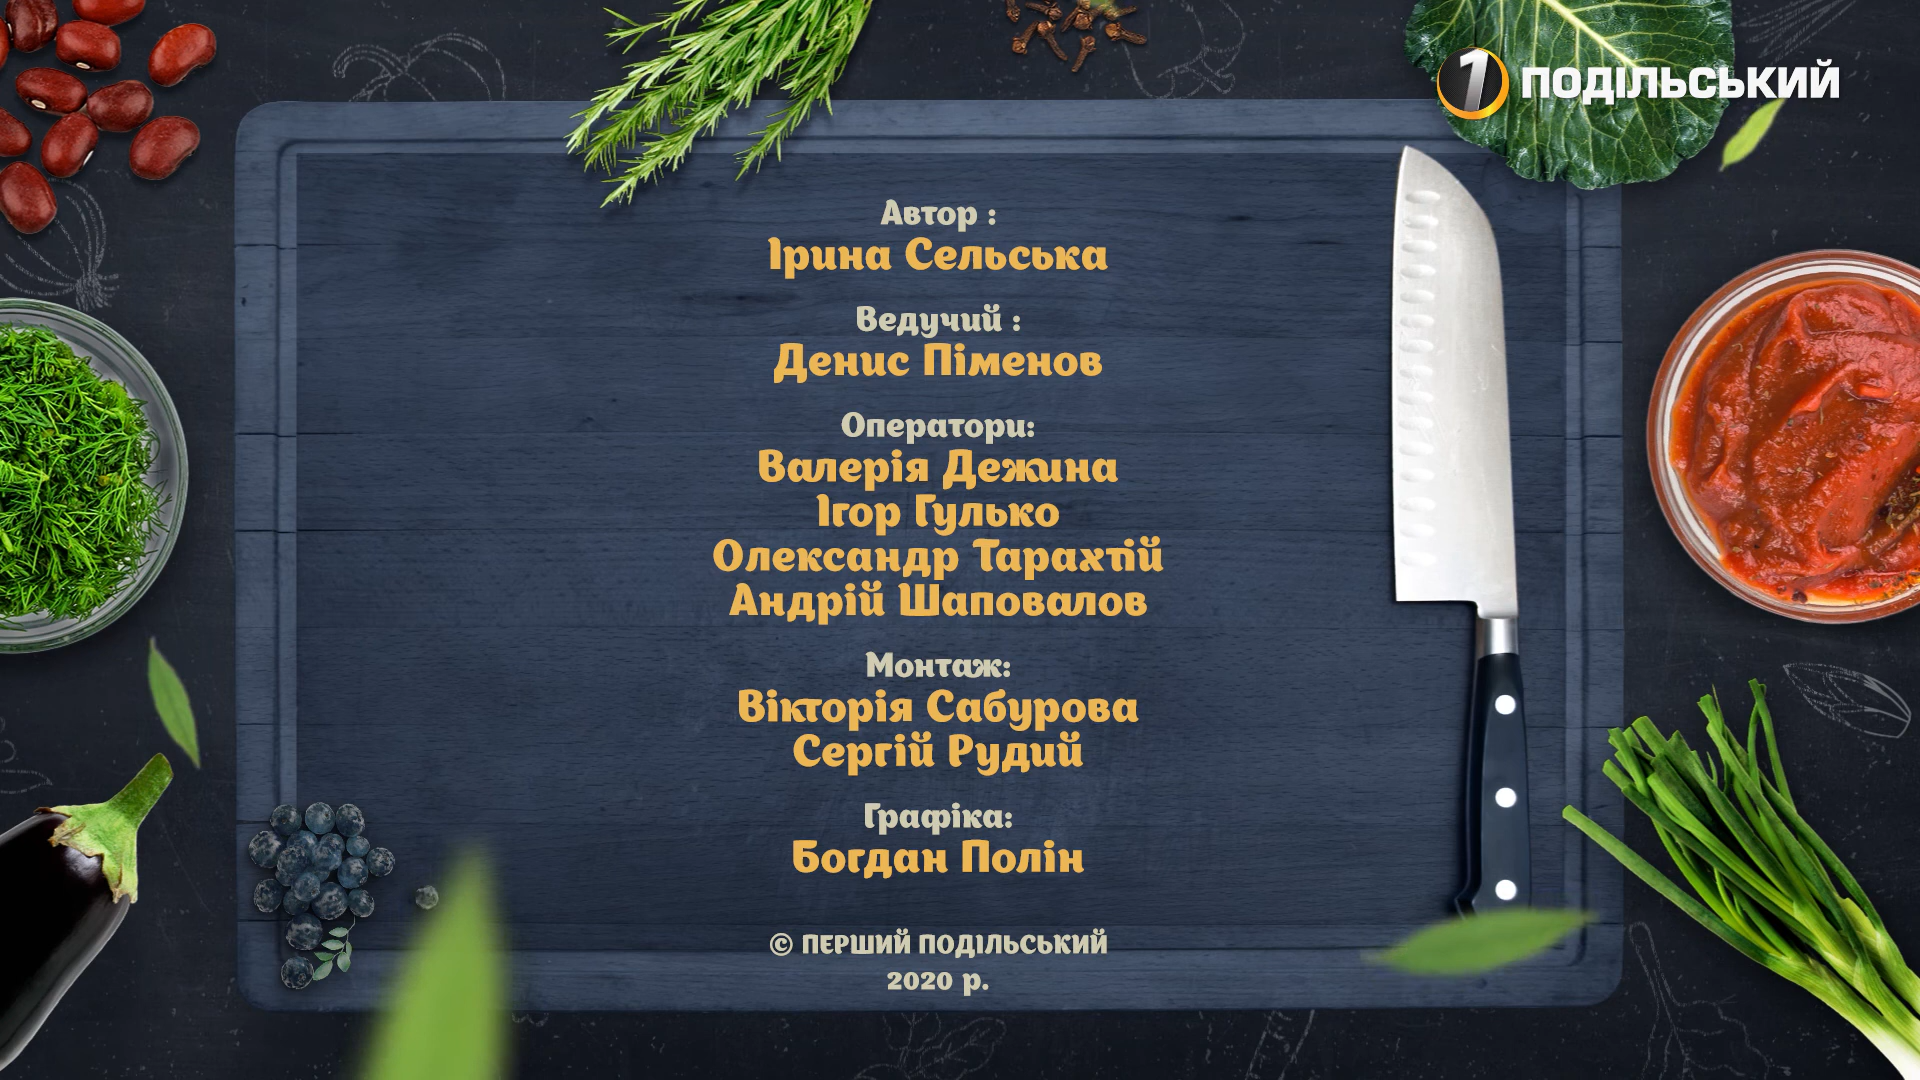 1 ПОДІЛЬСЬКИЙ
Автор :
Ірина Сельська
Ведучий :
Денис Піменов
Оператори:
Валерія Дежина
Ігор Гулько
Олександр Тарахтій
Андрій Шаповалов
Монтаж:
Вікторія Сабурова
Сергій Рудий
Графіка:
Богдан Полін
© ПЕРШИЙ ПОДІЛЬСЬКИЙ
2020 р.